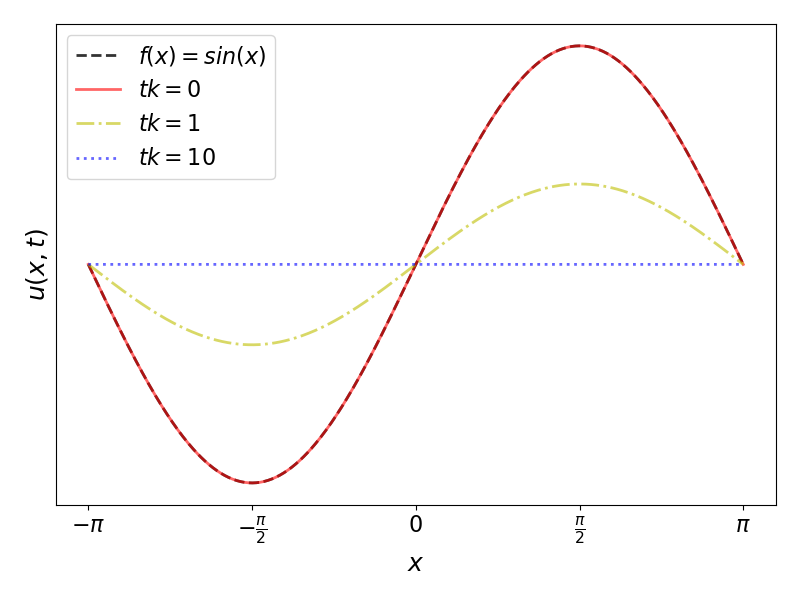 f(x) = sin(x)
tk = 0
tk = 1
tk = 10
u(x, t)
−π
−π/2
0
π/2
π
x